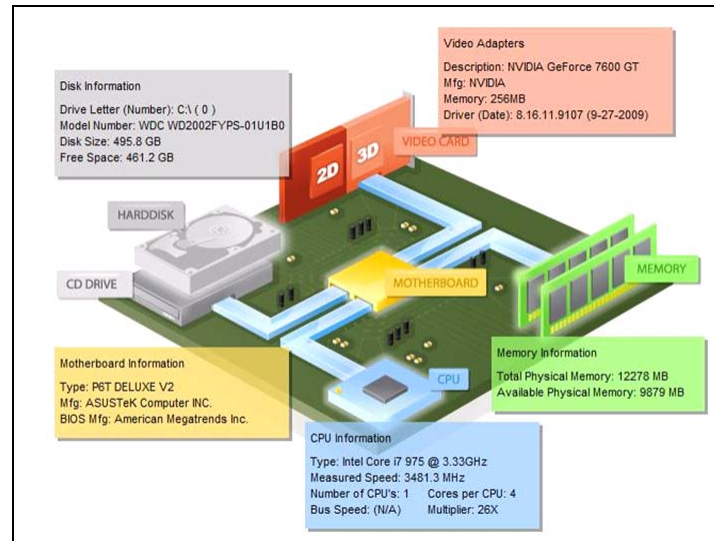 Video Adapters
Description: NVIDIA GeForce 7600 GT
Mfg: NVIDIA
Memory: 256MB
Driver (Date): 8.16.11.9107 (9-27-2009)
Disk Information
Drive Letter (Number): C:\ ( 0 )
Model Number: WDC WD2002FYPS-01U1B0
Disk Size: 495.8 GB
Free Space: 461.2 GB
VIDEO CARD
2D
3D
HARDDISK
CD DRIVE
MOTHERBOARD
MEMORY
Motherboard Information
Type: P6T DELUXE V2
Mfg: ASUSTeK Computer INC.
BIOS Mfg: American Megatrends Inc.
CPU
Memory Information
Total Physical Memory: 12278 MB
Available Physical Memory: 9879 MB
CPU Information
Type: Intel Core i7 975 @ 3.33GHz
Measured Speed: 3481.3 MHz
Number of CPU's: 1 Cores per CPU: 4
Bus Speed: (N/A) Multiplier: 26X